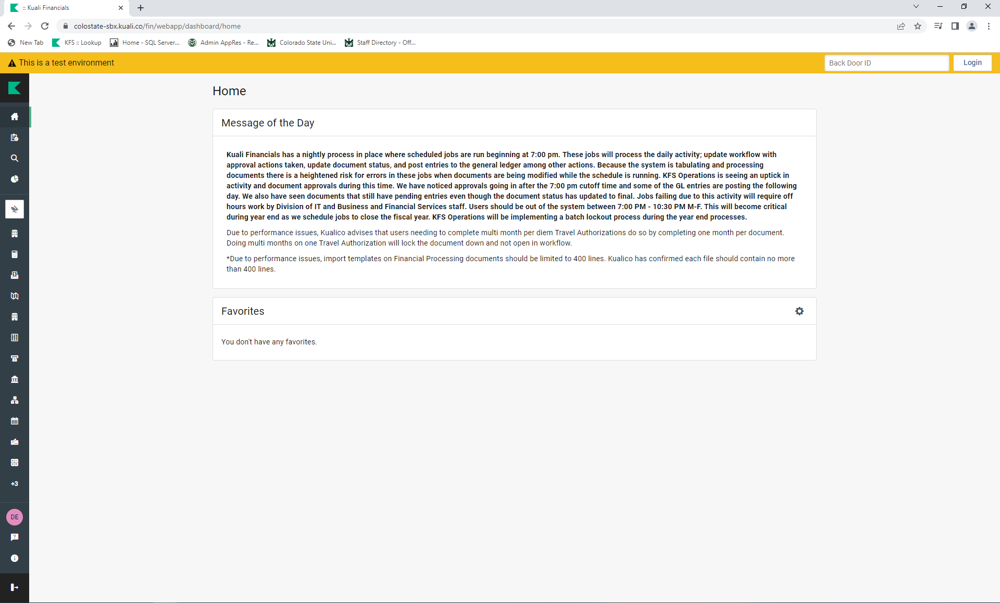 :: Kuali Financials
colostate-sbx.kuali.co/fin/webapp/dashboard/home
New Tab
KFS :: Lookup
Home - SQL Server...
Admin AppRes - Re...
Colorado State Uni...
Staff Directory - Off...
This is a test environment
Back Door ID
Login
Home
Message of the Day
Kuali Financials has a nightly process in place where scheduled jobs are run beginning at 7:00 pm. These jobs will process the daily activity; update workflow with
approval actions taken, update document status, and post entries to the general ledger among other actions. Because the system is tabulating and processing
documents there is a heightened risk for errors in these jobs when documents are being modified while the schedule is running. KFS Operations is seeing an uptick in
activity and document approvals during this time. We have noticed approvals going in after the 7:00 pm cutoff time and some of the GL entries are posting the following
day. We also have seen documents that still have pending entries even though the document status has updated to final. Jobs failing due to this activity will require off
hours work by Division of IT and Business and Financial Services staff. Users should be out of the system between 7:00 PM - 10:30 PM M-F. This will become critical
during year end as we schedule jobs to close the fiscal year. KFS Operations will be implementing a batch lockout process during the year end processes.
Due to performance issues, Kualico advises that users needing to complete multi month per diem Travel Authorizations do so by completing one month per document.
Doing multi months on one Travel Authorization will lock the document down and not open in workflow.
*Due to performance issues, import templates on Financial Processing documents should be limited to 400 lines. Kualico has confirmed each file should contain no more
than 400 lines.
Favorites
You don't have any favorites.
+3
DE